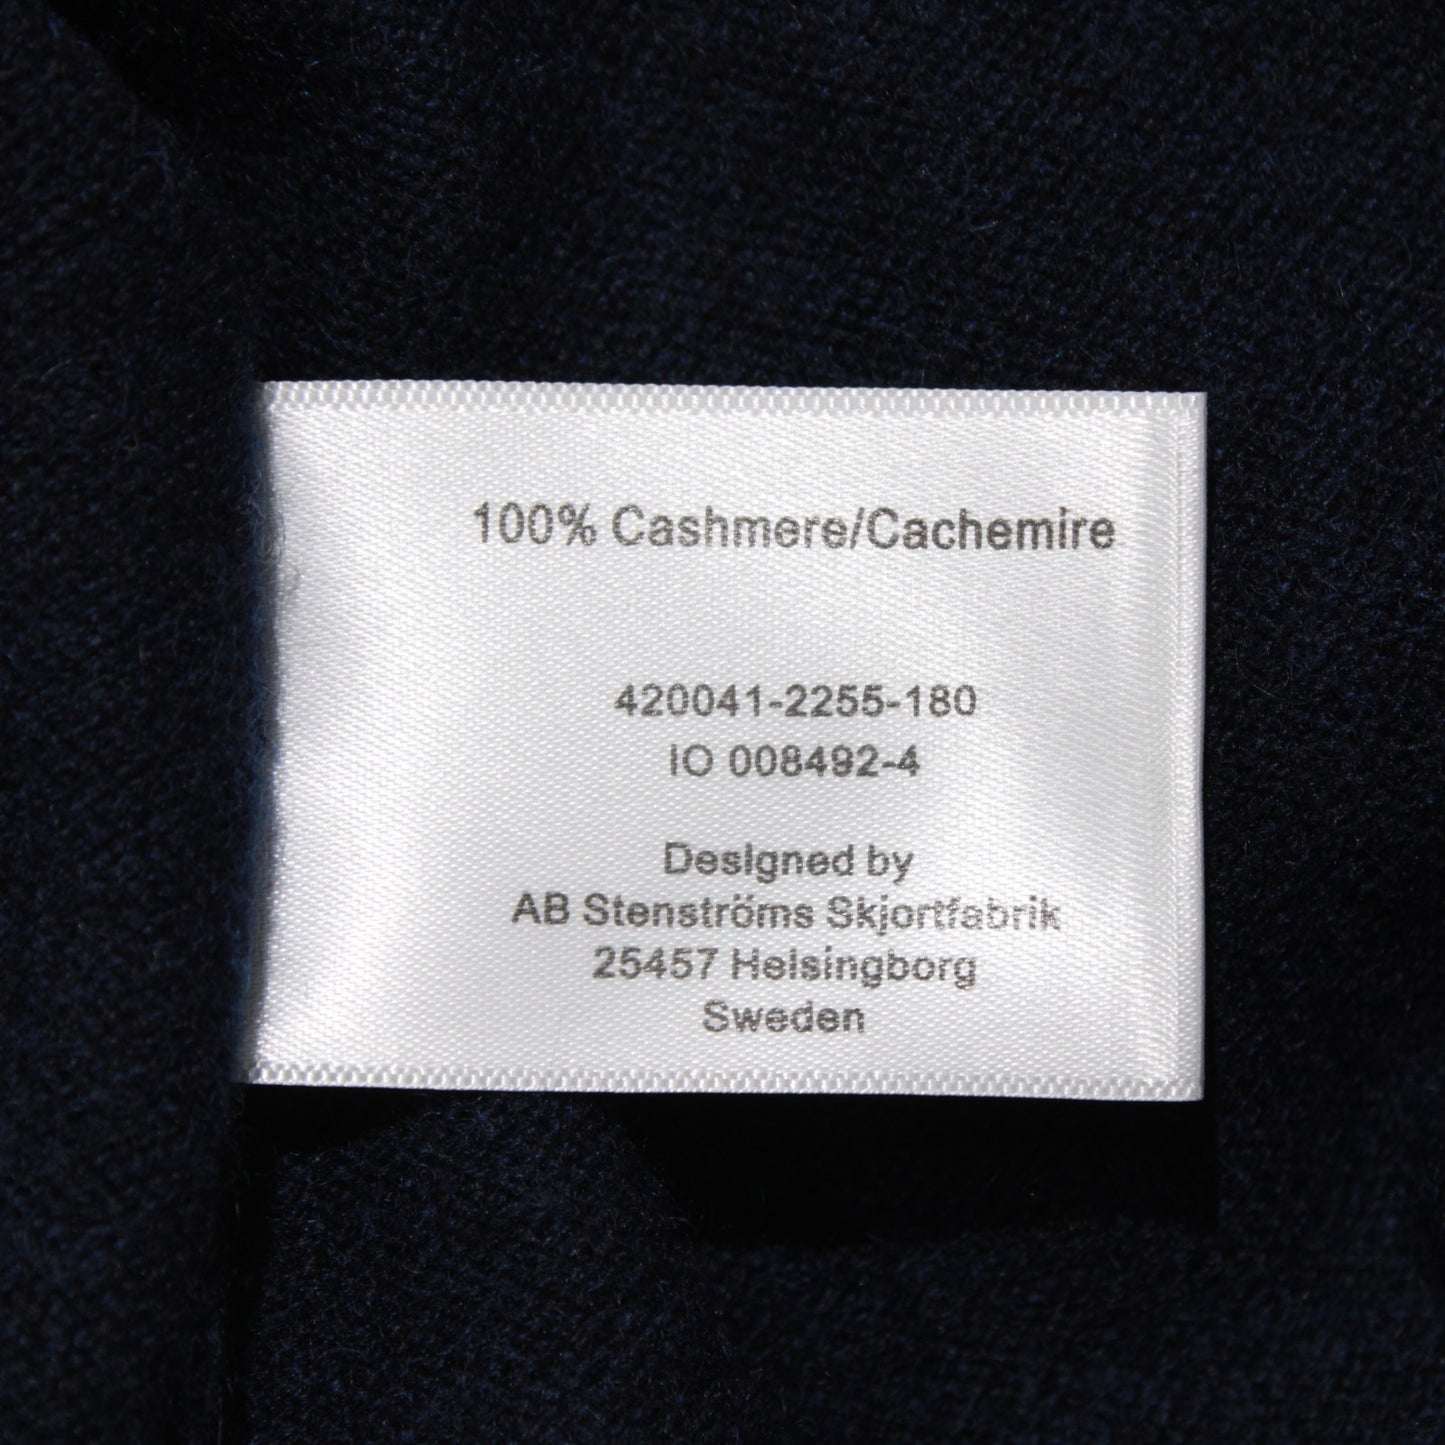 100% Cashmere/Cachemire
420041-2255-180
IO 008492-4
Designed by
AB Stenströms Skjortfabrik
25457 Helsingborg
Sweden